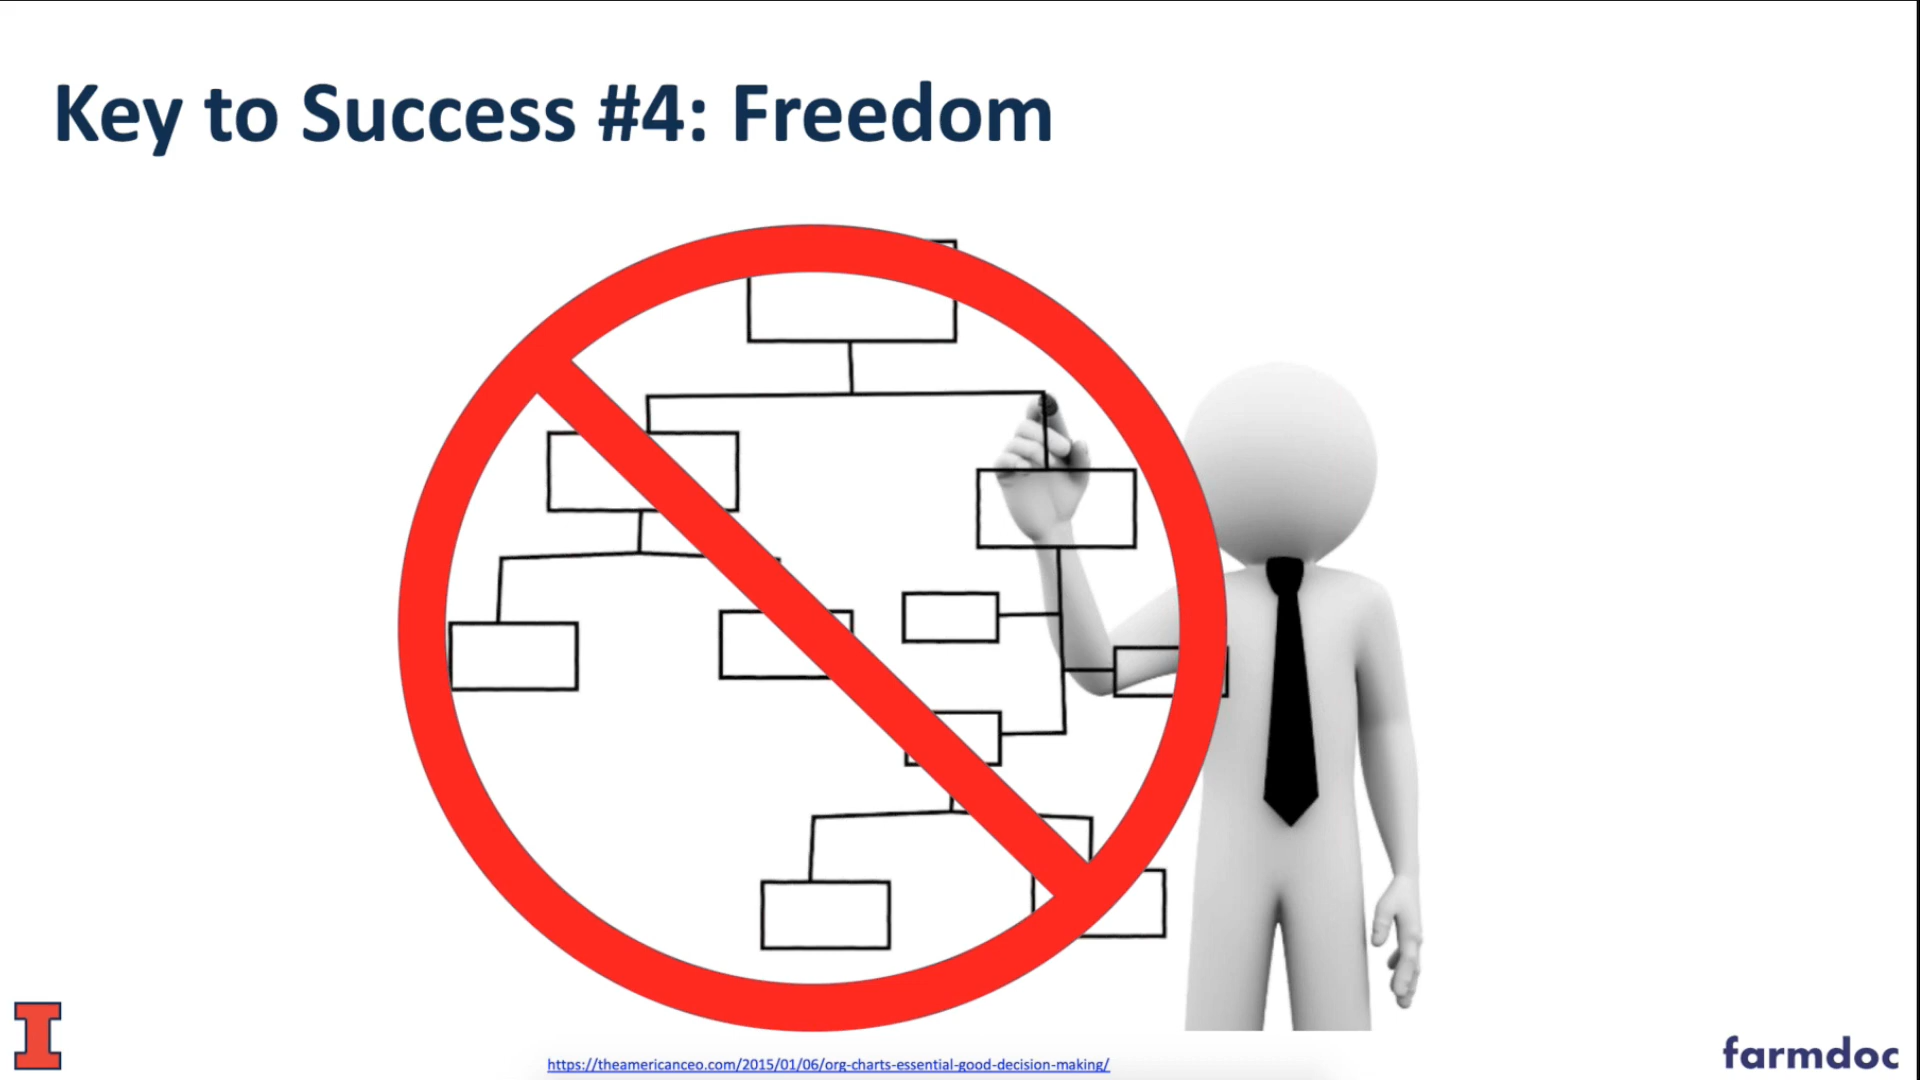 Key to Success #4: Freedom
I
https://theamericanceo.com/2015/01/06/org-charts-essential-good-decision-making/
farmdoc